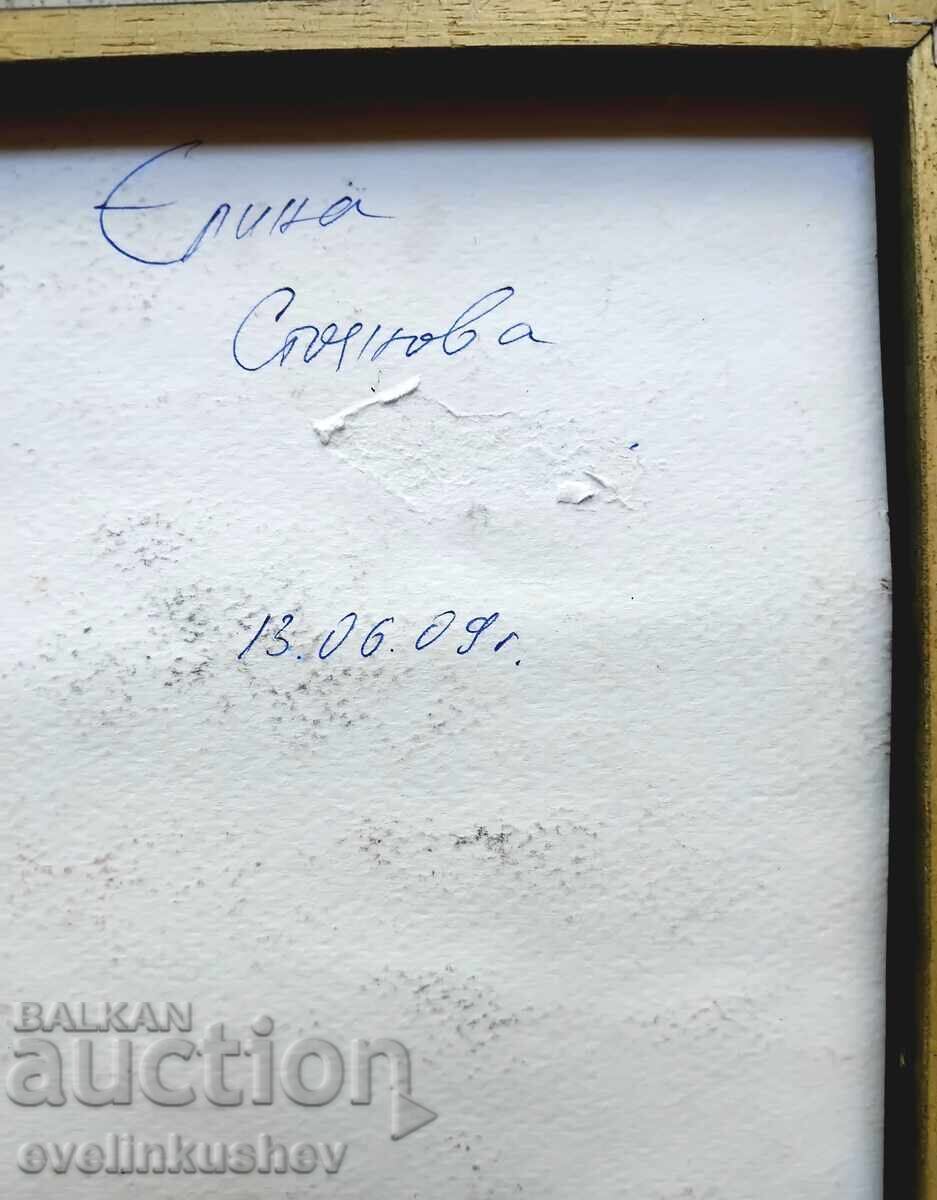 Елина
Стоянова
13.06.09г.
BALKAN
auction
evelinkushev